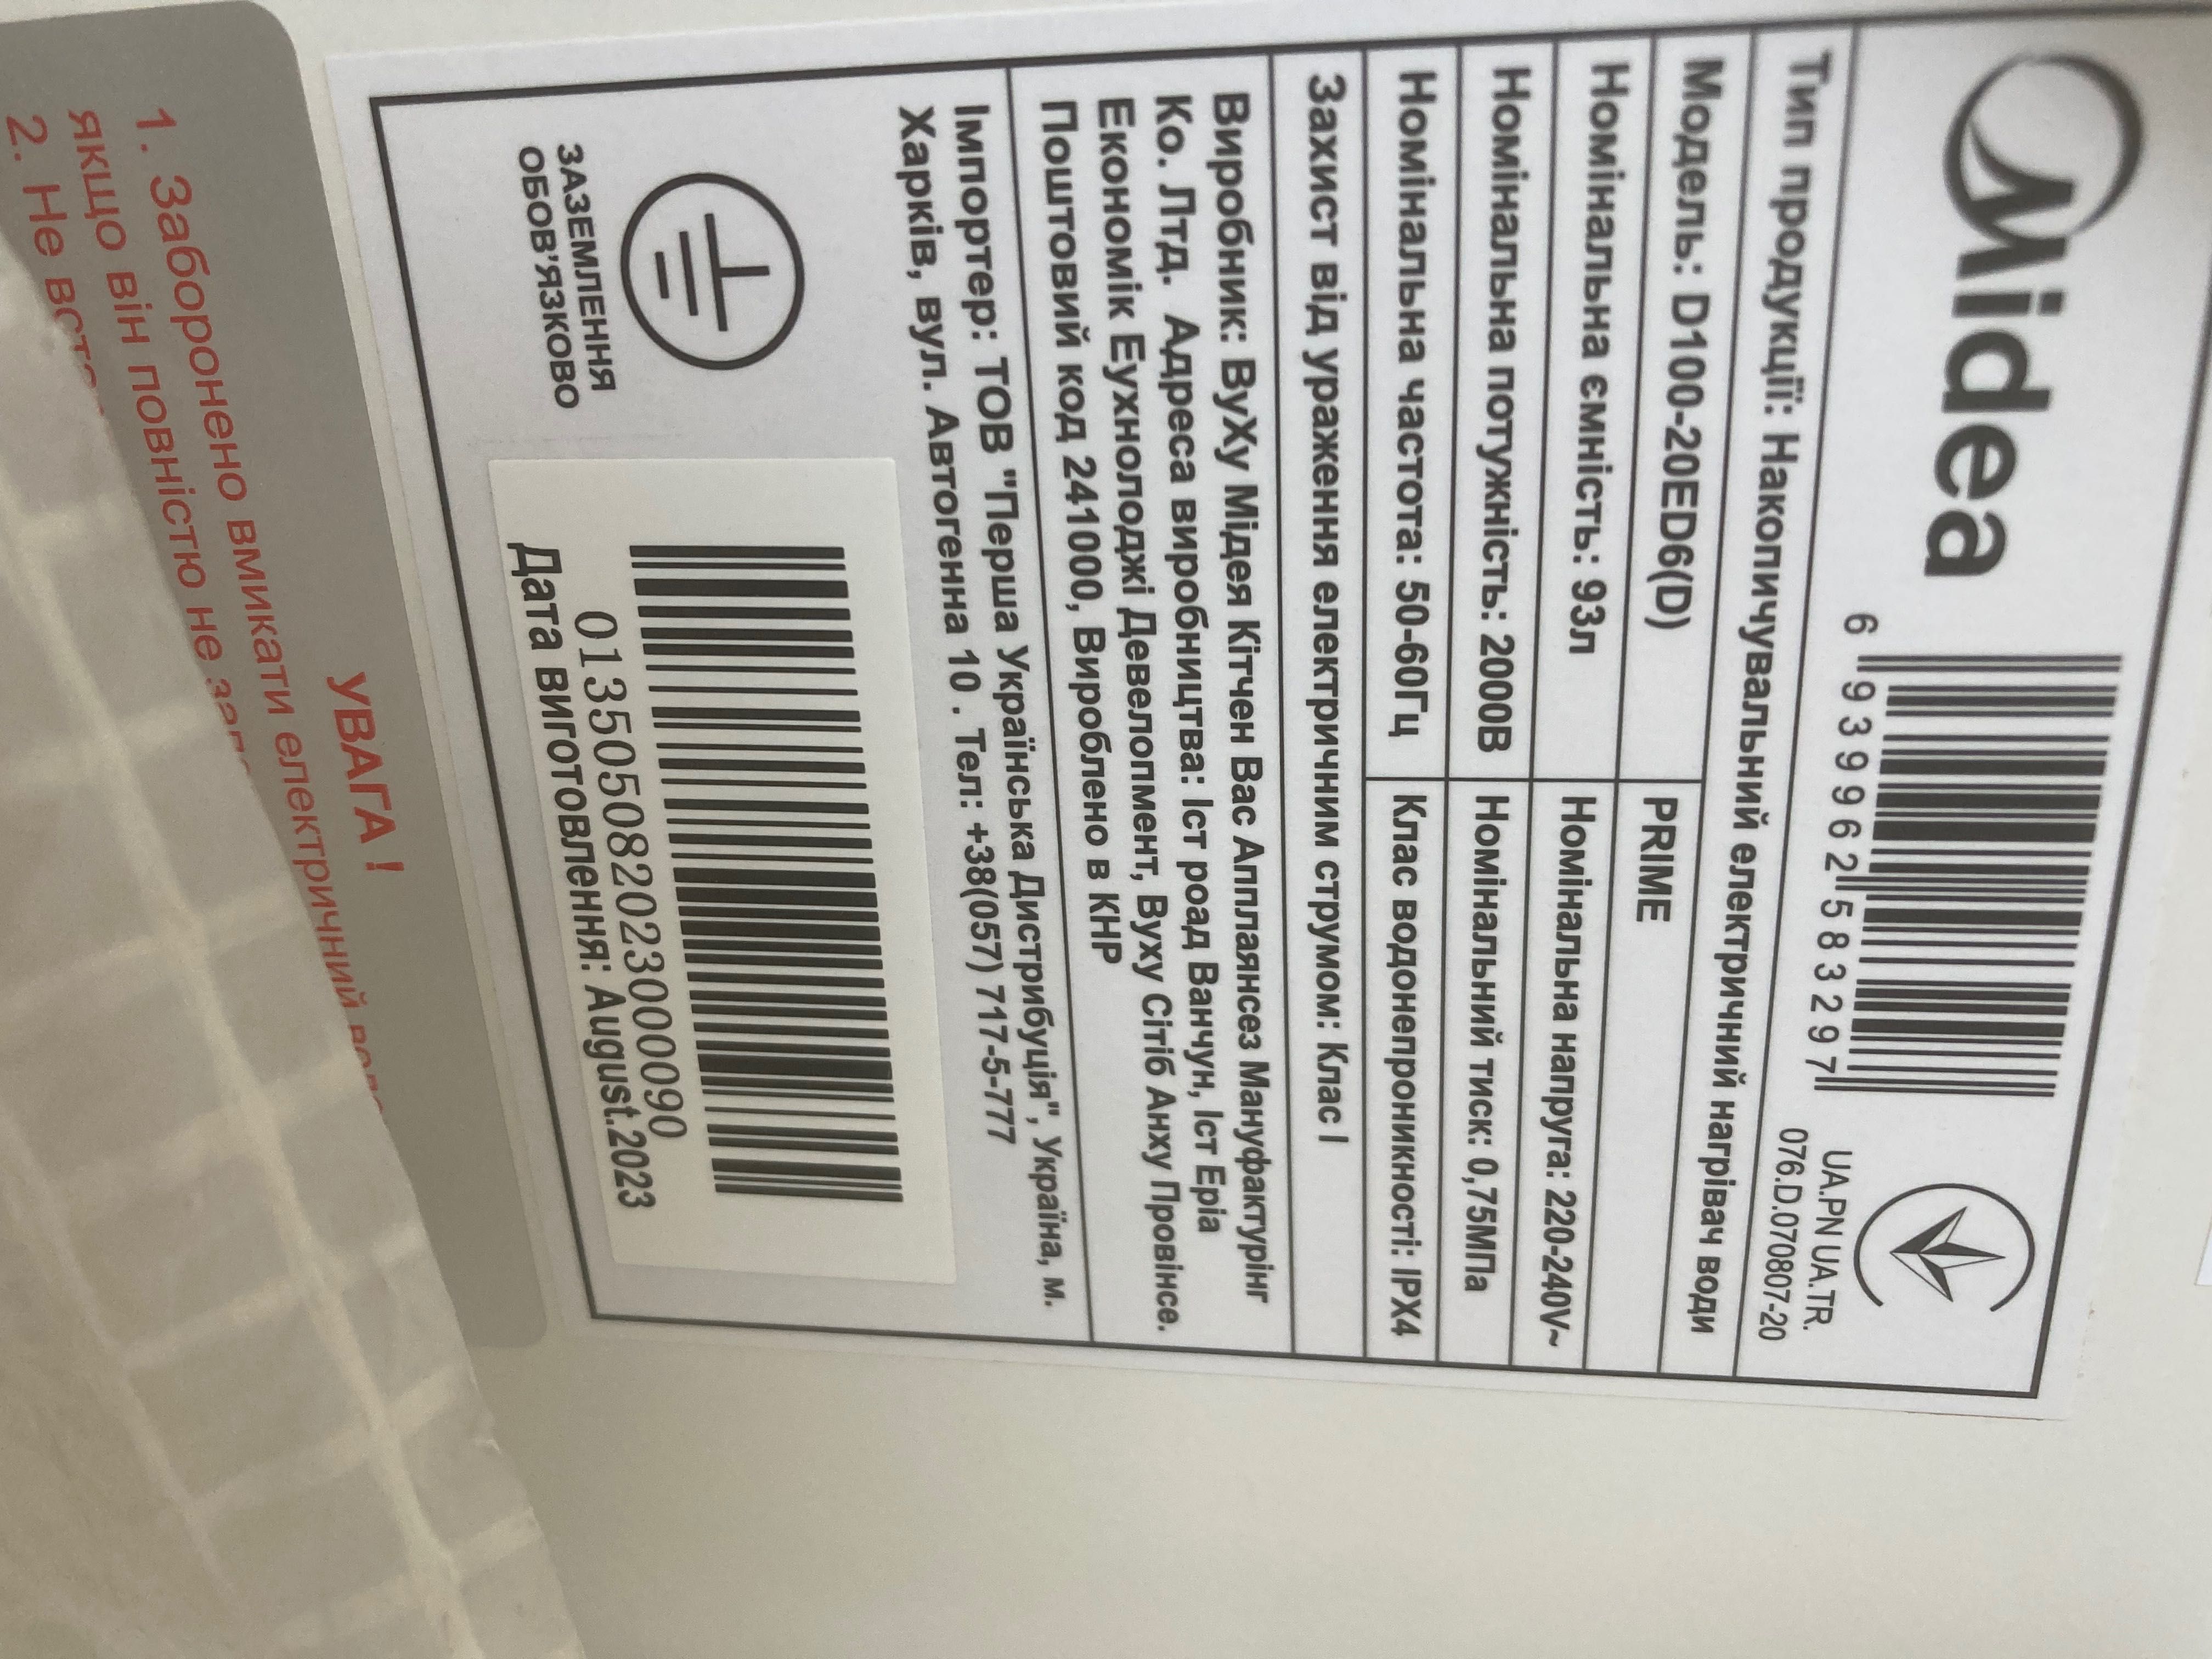 Midea
6 939962 583297
UA.PN UA.TR.
076.D.070807-20
Тип продукції: Накопичувальний електричний нагрівач води
Модель: D100-20ED6(D)
PRIME
Номінальна ємність: 93л
Номінальна напруга: 220-240V~
Номінальна потужність: 2000В
Номінальний тиск: 0,75МПа
Номінальна частота: 50-60Гц
Клас водонепроникності: IPX4
Захист від ураження електричним струмом: Клас I
Виробник: ВуХу Мідея Кітчен Вас Апплаянсез Мануфактурінг
Ко. Лтд. Адреса виробництва: Іст роад Ванчун, Іст Еріа
Економік Еухнолоджі Девелопмент, Вуху Сітіб Анху Провінсе.
Поштовий код 241000, Вироблено в КНР
Імпортер: ТОВ "Перша Українська Дистрибуція", Україна, м.
Харків, вул. Автогенна 10 . Тел: +38(057) 717-5-777
ЗАЗЕМЛЕННЯ
ОБОВ'ЯЗКОВО
01350508202300­0090
Дата виготовлення: August.2023
УВАГА !
1. Заборонено вмикати електричний
якщо він повністю не
2. Не